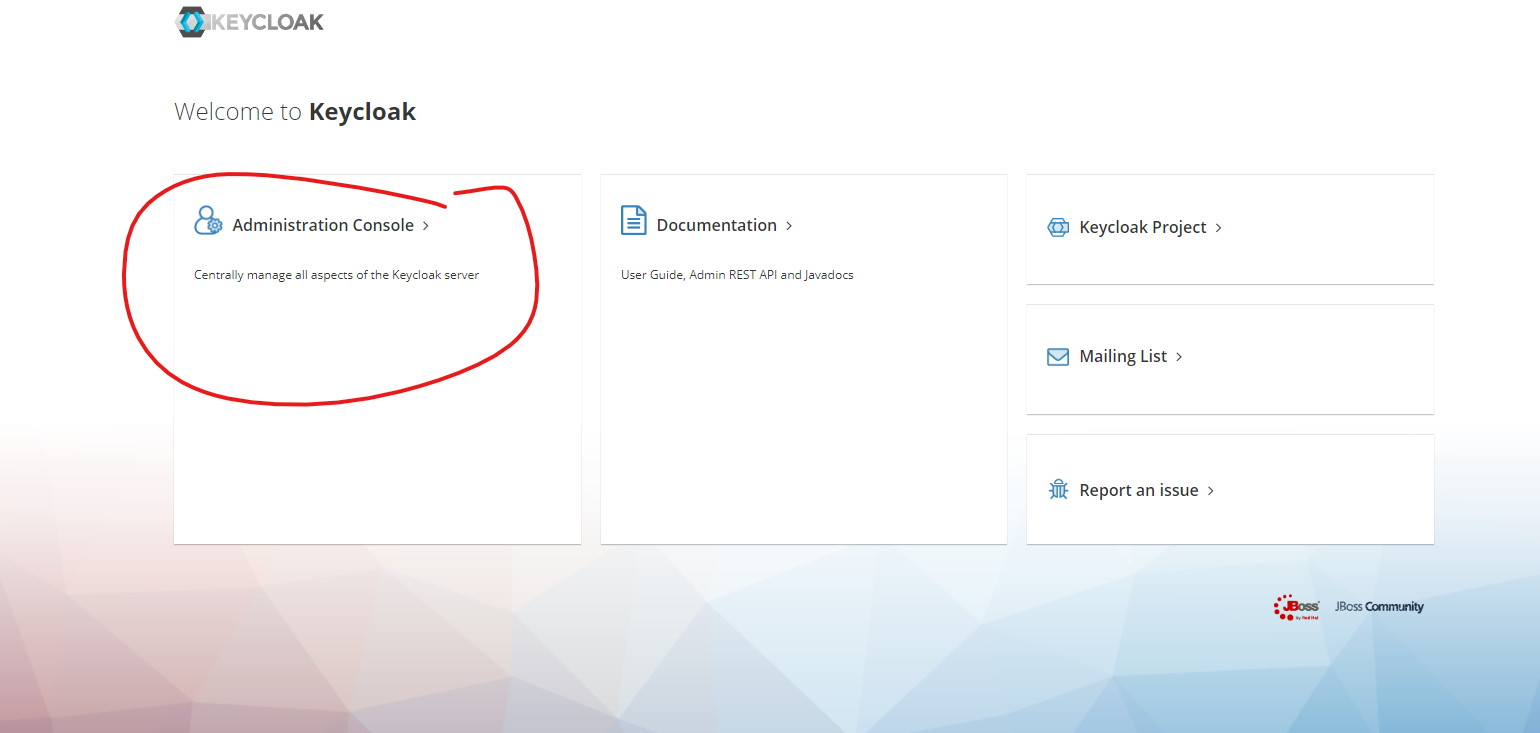 KEYCLOAK
Welcome to Keycloak
Administration Console
Centrally manage all aspects of the Keycloak server
Documentation
User Guide, Admin REST API and Javadocs
Keycloak Project
Mailing List
Report an issue
JBoss
by Red Hat
JBoss Community